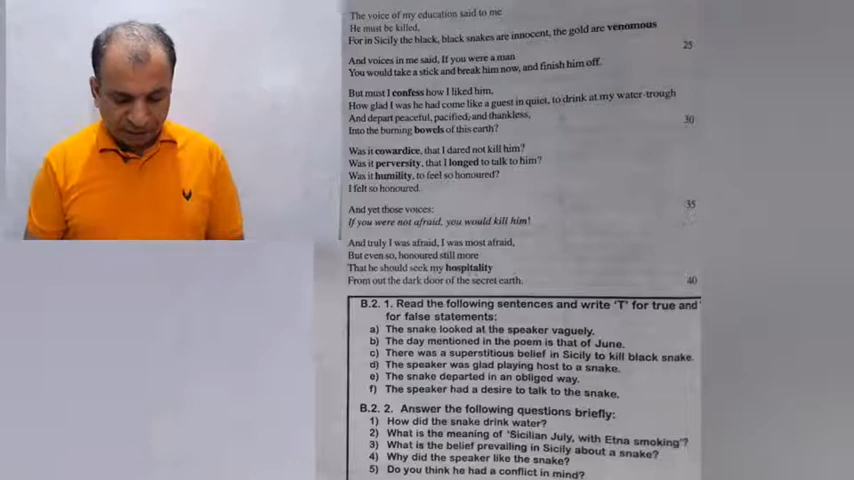 The voice of my education said to me
He must be killed,
For in Sicily the black, black snakes are innocent, the gold are venomous
25
And voices in me said, If you were a man
You would take a stick and break him now, and finish him off.
But must I confess how I liked him,
How glad I was he had come like a guest in quiet, to drink at my water-trough
And depart peaceful, pacified, and thankless,
30
Into the burning bowels of this earth?
Was it cowardice, that I dared not kill him?
Was it perversity, that I longed to talk to him?
Was it humility, to feel so honoured?
I felt so honoured.
35
And yet those voices:
If you were not afraid, you would kill him!
And truly I was afraid, I was most afraid,
But even so, honoured still more
That he should seek my hospitality
From out the dark door of the secret earth.
40
B.2. 1. Read the following sentences and write 'T' for true and
for false statements:
a) The snake looked at the speaker vaguely.
b) The day mentioned in the poem is that of June.
c) There was a superstitious belief in Sicily to kill black snake.
d) The speaker was glad playing host to a snake.
e) The snake departed in an obliged way.
f) The speaker had a desire to talk to the snake.
B.2. 2. Answer the following questions briefly:
1) How did the snake drink water?
2) What is the meaning of 'Sicilian July, with Etna smoking'?
3) What is the belief prevailing in Sicily about a snake?
4) Why did the speaker like the snake?
5) Do you think he had a conflict in mind?